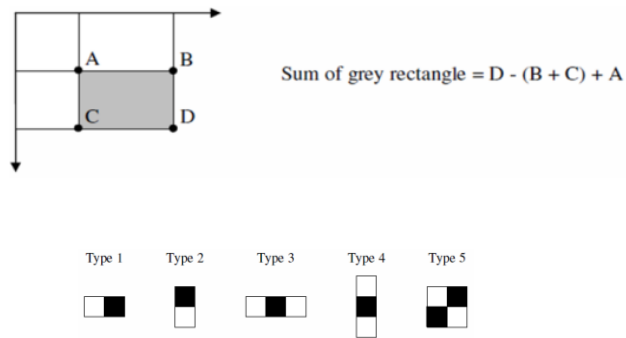 A B
C D
Sum of grey rectangle = D - (B + C) + A
Type 1 Type 2 Type 3 Type 4 Type 5